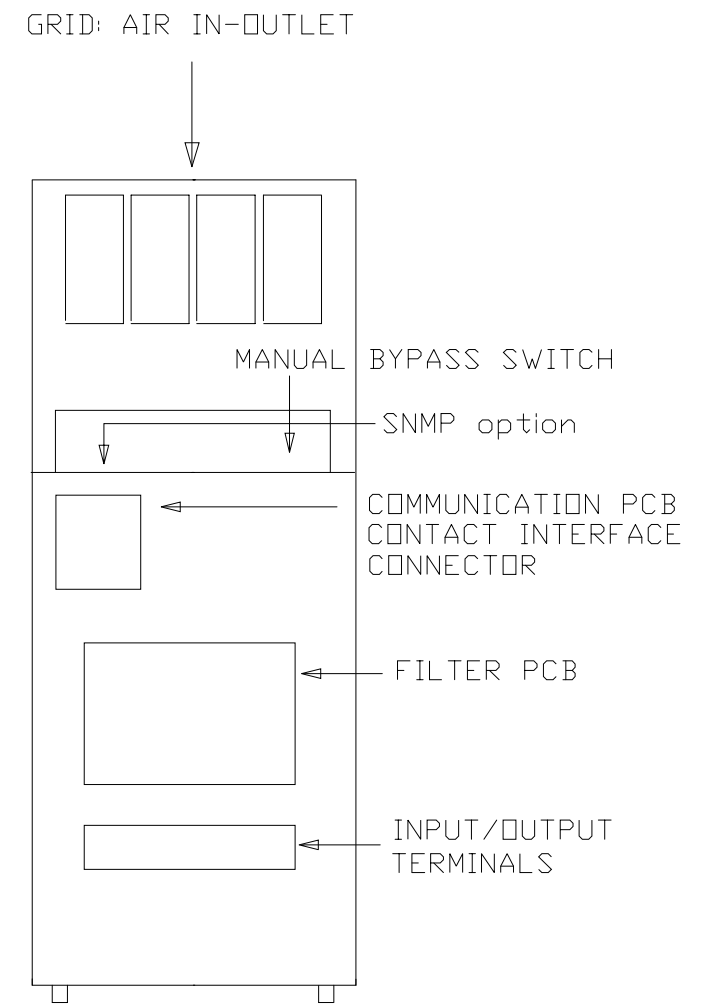 GRID: AIR IN-OUTLET
MANUAL BYPASS SWITCH
SNMP option
COMMUNICATION PCB
CONTACT INTERFACE
CONNECTOR
FILTER PCB
INPUT/OUTPUT
TERMINALS